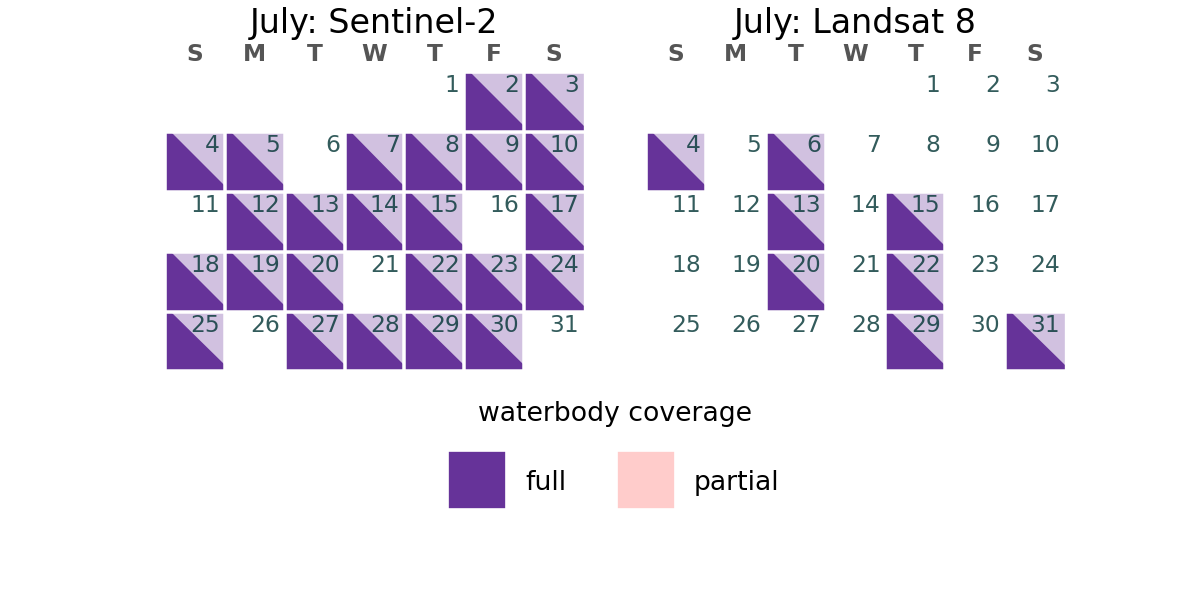 July: Sentinel-2
S M T W T F S
1 2 3
4 5 6 7 8 9 10
11 12 13 14 15 16 17
18 19 20 21 22 23 24
25 26 27 28 29 30 31
July: Landsat 8
S M T W T F S
1 2 3
4 5 6 7 8 9 10
11 12 13 14 15 16 17
18 19 20 21 22 23 24
25 26 27 28 29 30 31
waterbody coverage
full partial